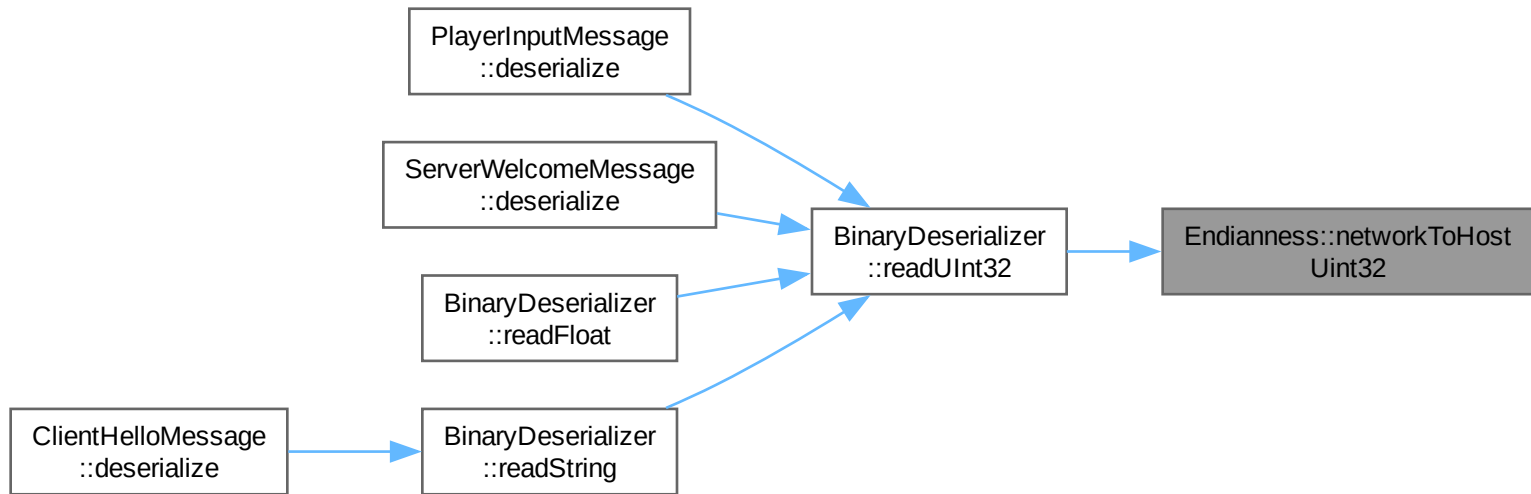 PlayerInputMessage
::deserialize
ServerWelcomeMessage
::deserialize
BinaryDeserializer
::readUInt32
Endianness::networkToHost
Uint32
BinaryDeserializer
::readFloat
ClientHelloMessage
::deserialize
BinaryDeserializer
::readString